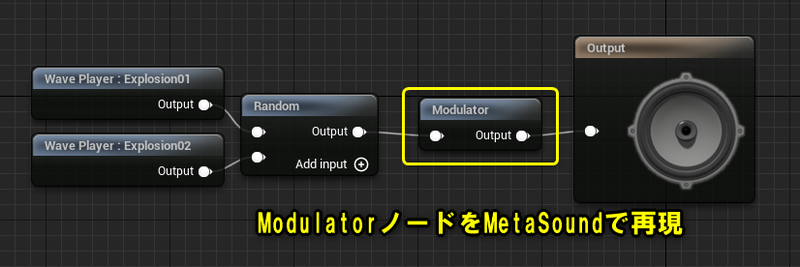 Wave Player : Explosion01
Output
Wave Player : Explosion02
Output
Random
Output
Add input
Modulator
Output
Output
ModulatorノードをMetaSoundで再現